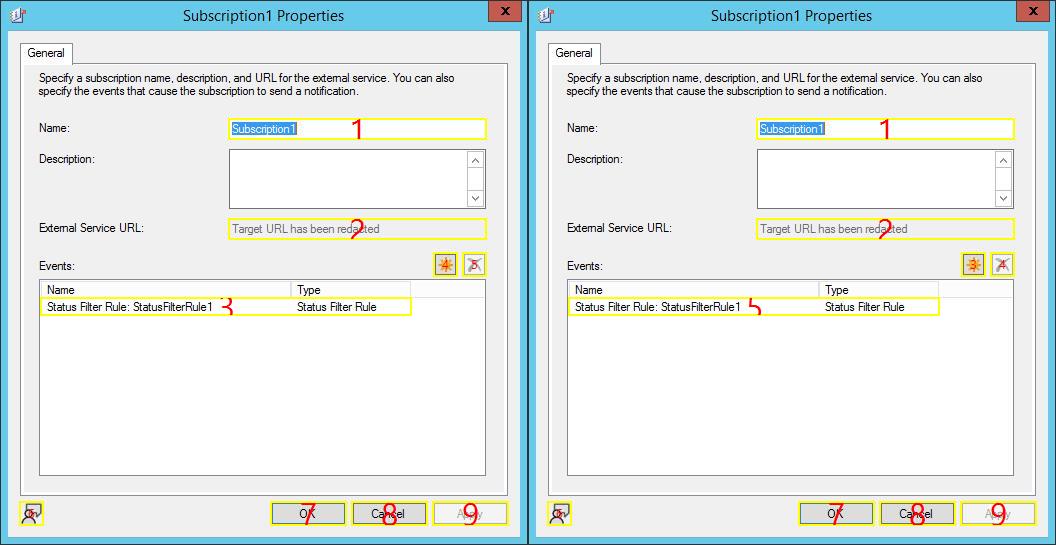 Subscription1 Properties
x
General
Specify a subscription name, description, and URL for the external service. You can also
specify the events that cause the subscription to send a notification.
Name:
Subscription1
1
Description:
External Service URL:
Target URL has been redacted
2
Events:
4
5
Name Type
Status Filter Rule: StatusFilterRule1 Status Filter Rule
3
6
OK
7
Cancel
8
Apply
9
Subscription1 Properties
x
General
Specify a subscription name, description, and URL for the external service. You can also
specify the events that cause the subscription to send a notification.
Name:
Subscription1
1
Description:
External Service URL:
Target URL has been redacted
2
Events:
3
4
Name Type
Status Filter Rule: StatusFilterRule1 Status Filter Rule
5
6
OK
7
Cancel
8
Apply
9